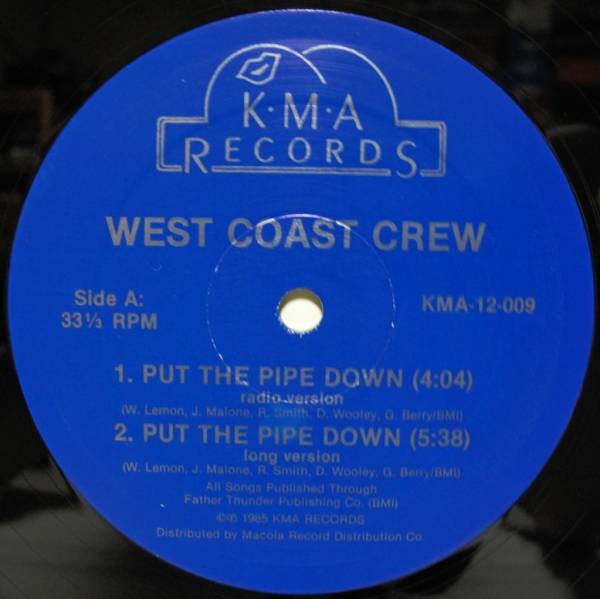 K·M·A
RECORDS
WEST COAST CREW
Side A:
33⅓ RPM
KMA-12-009
1. PUT THE PIPE DOWN (4:04)
radio version
(W. Lemon, J. Malone, R. Smith, D. Wooley, G. Berry/BMI)
2. PUT THE PIPE DOWN (5:38)
long version
(W. Lemon, J. Malone, R. Smith, D. Wooley, G. Berry/BMI)
All Songs Published Through
Father Thunder Publishing Co. (BMI)
©℗ 1985 KMA RECORDS
Distributed by Macola Record Distribution Co.